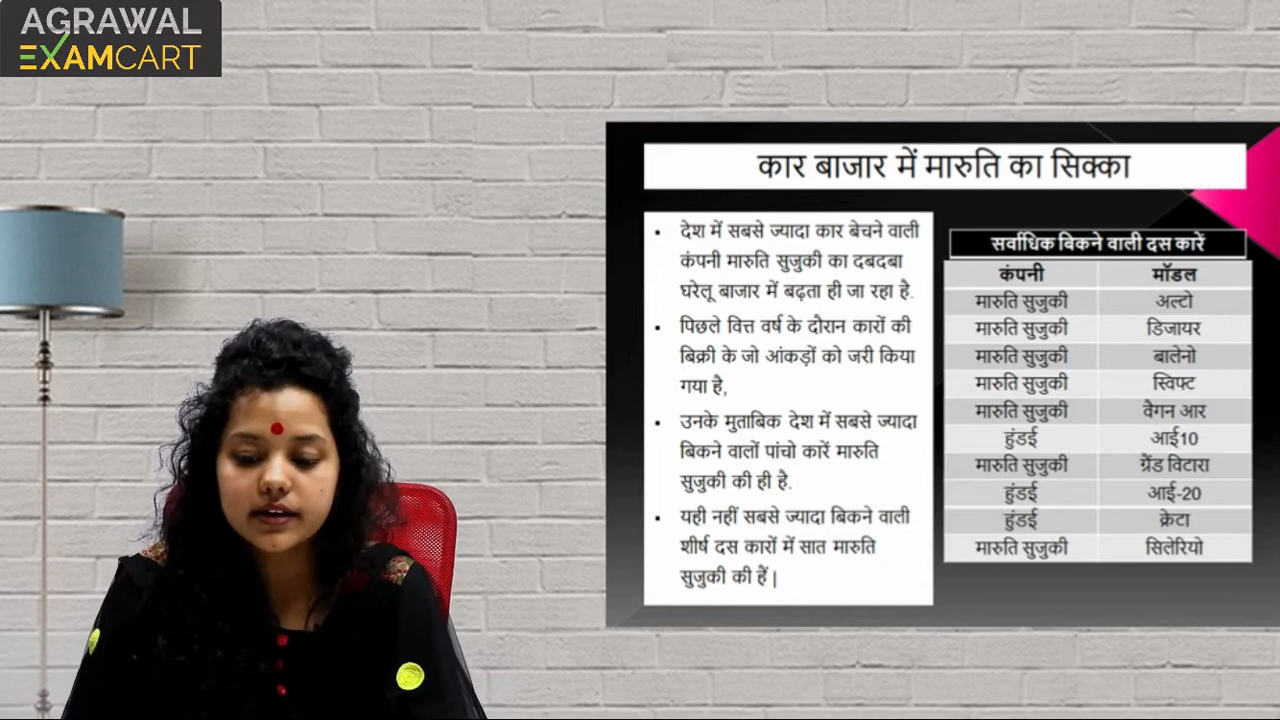 AGRAWAL
EXAMCART
कार बाजार में मारुति का सिक्का
• देश में सबसे ज्यादा कार बेचने वाली
कंपनी मारुति सुजुकी का दबदबा
घरेलू बाजार में बढ़ता ही जा रहा है.
• पिछले वित्त वर्ष के दौरान कारों की
बिक्री के जो आंकड़ों को जरी किया
गया है,
• उनके मुताबिक देश में सबसे ज्यादा
बिकने वालों पांचो कारें मारुति
सुजुकी की ही है.
• यही नहीं सबसे ज्यादा बिकने वाली
शीर्ष दस कारों में सात मारुति
सुजुकी की हैं |
सर्वाधिक बिकने वाली दस कारें
कंपनी मॉडल
मारुति सुजुकी अल्टो
मारुति सुजुकी डिजायर
मारुति सुजुकी बालेनो
मारुति सुजुकी स्विफ्ट
मारुति सुजुकी वैगन आर
हुंडई आई10
मारुति सुजुकी ग्रैंड विटारा
हुंडई आई-20
हुंडई क्रेटा
मारुति सुजुकी सिलेरियो